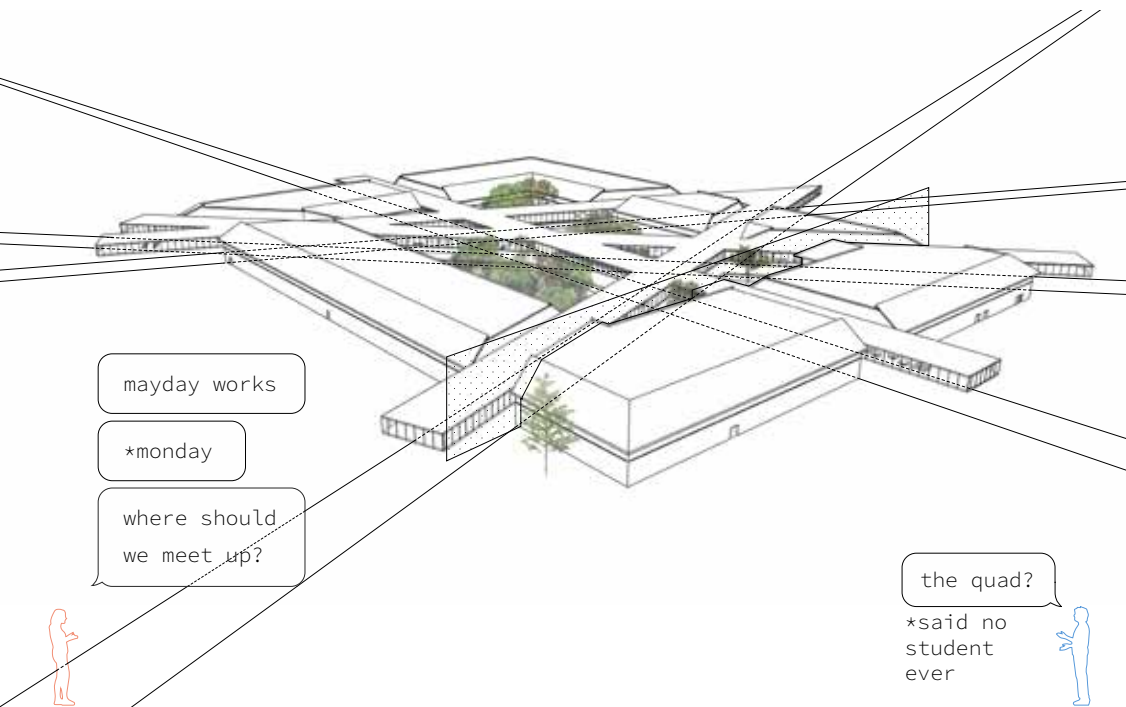 mayday works
*monday
where should
we meet up?
the quad?
*said no
student
ever